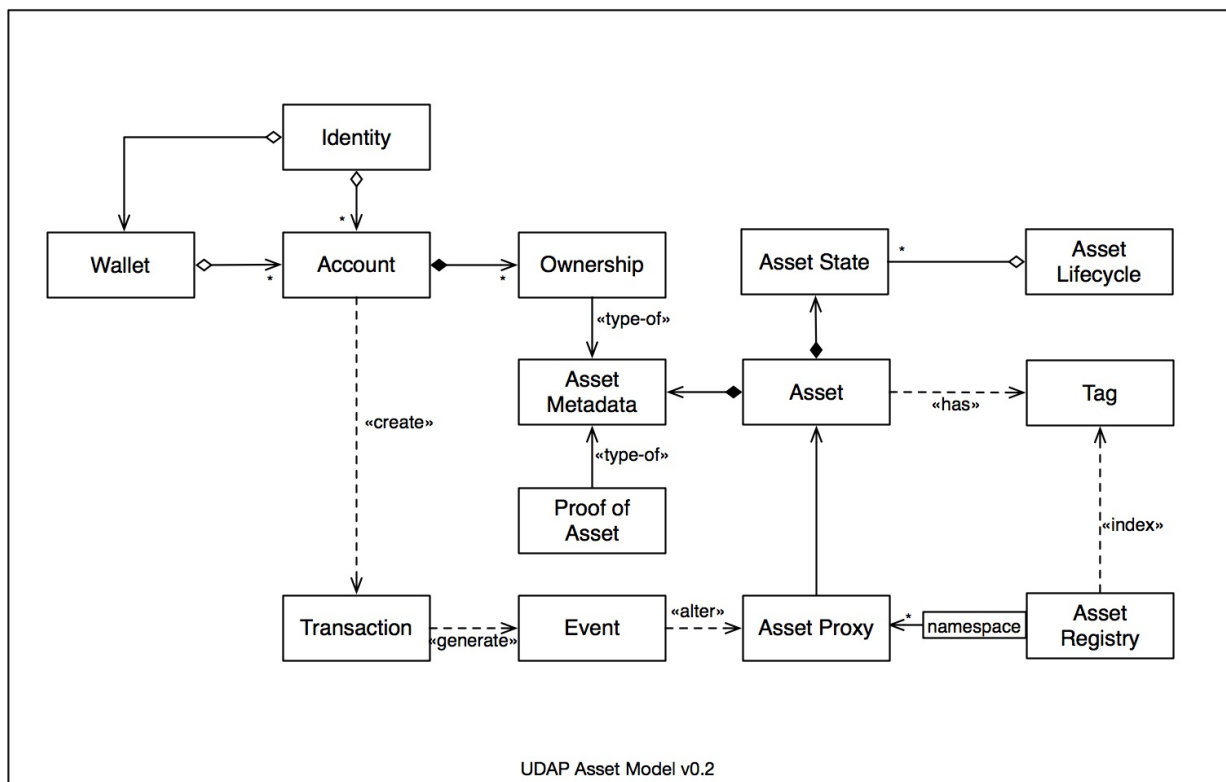 Identity
*
Wallet
*
Account
*
Ownership
Asset State
*
Asset
Lifecycle
«type-of»
Asset
Metadata
Asset
«has»
Tag
«create»
«type-of»
Proof of
Asset
«index»
Transaction
«generate»
Event
«alter»
Asset Proxy
*
namespace
Asset
Registry
UDAP Asset Model v0.2